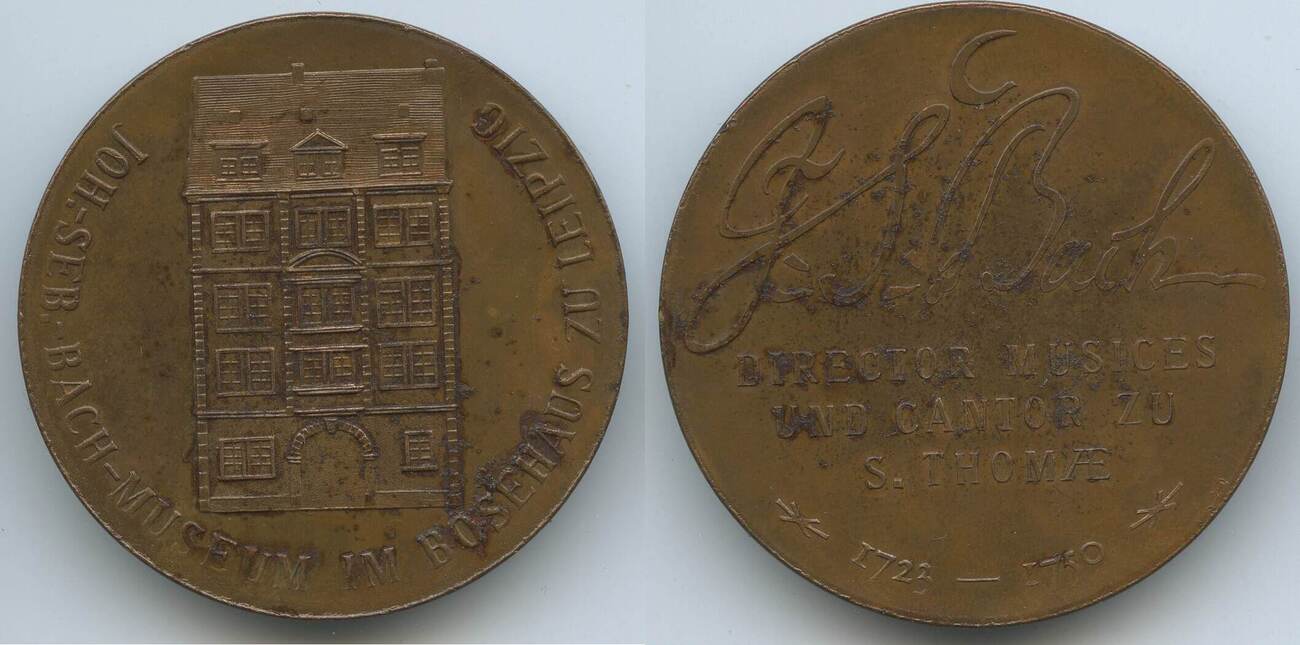 JOH.-SEB. BACH-MUSEUM IM BOSEHAUS ZU LEIPZIG
J. S. Bach
DIRECTOR MUSICES
UND CANTOR ZU
S. THOMÆ
1723 — 1750